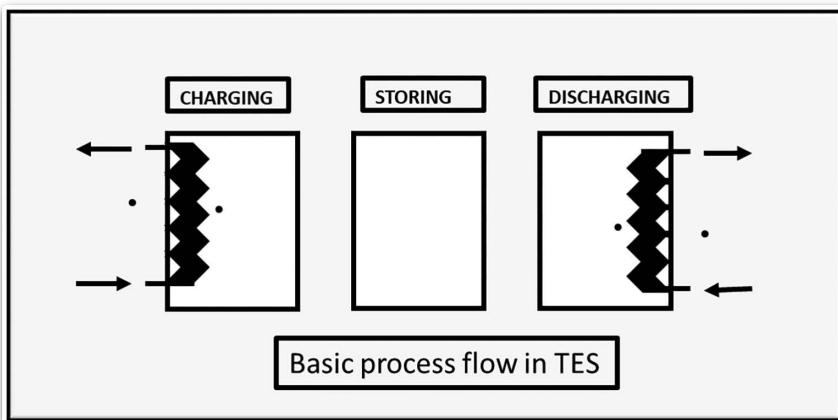 CHARGING
STORING
DISCHARGING
Basic process flow in TES